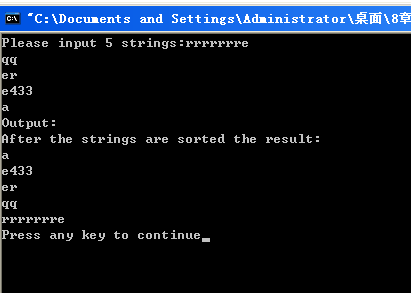 "C:\Documents and Settings\Administrator\桌面\8章
Please input 5 strings:rrrrrrre
qq
er
e433
a
Output:
After the strings are sorted the result:
a
e433
er
qq
rrrrrrre
Press any key to continue_